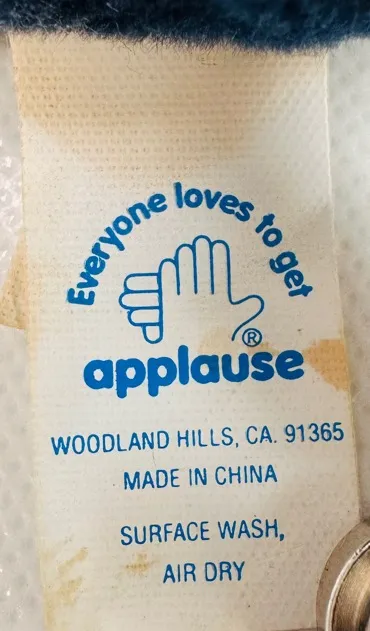 Everyone loves to get
®
applause
WOODLAND HILLS, CA. 91365
MADE IN CHINA
SURFACE WASH,
AIR DRY